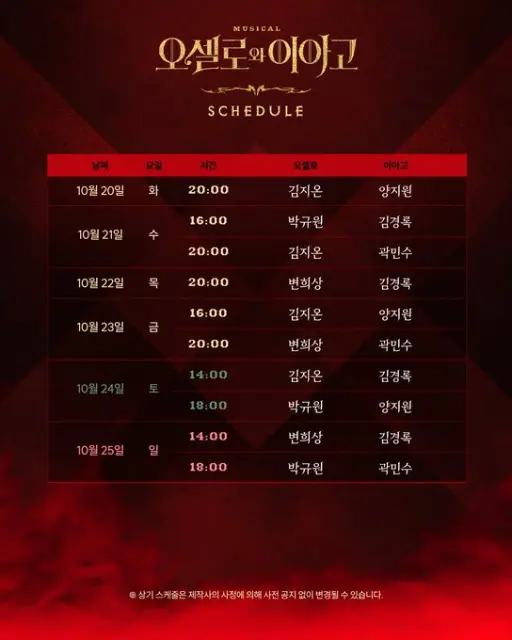 MUSICAL
오셀로와 이아고
SCHEDULE
날짜 요일 시간 오셀로 이아고
10월 20일 화 20:00 김지온 양지원
10월 21일 수 16:00 박규원 김경록
20:00 김지온 곽민수
10월 22일 목 20:00 변희상 김경록
10월 23일 금 16:00 김지온 양지원
20:00 변희상 곽민수
10월 24일 토 14:00 김지온 김경록
18:00 박규원 양지원
10월 25일 일 14:00 변희상 김경록
18:00 박규원 곽민수
※ 상기 스케줄은 제작사의 사정에 의해 사전 공지 없이 변경될 수 있습니다.